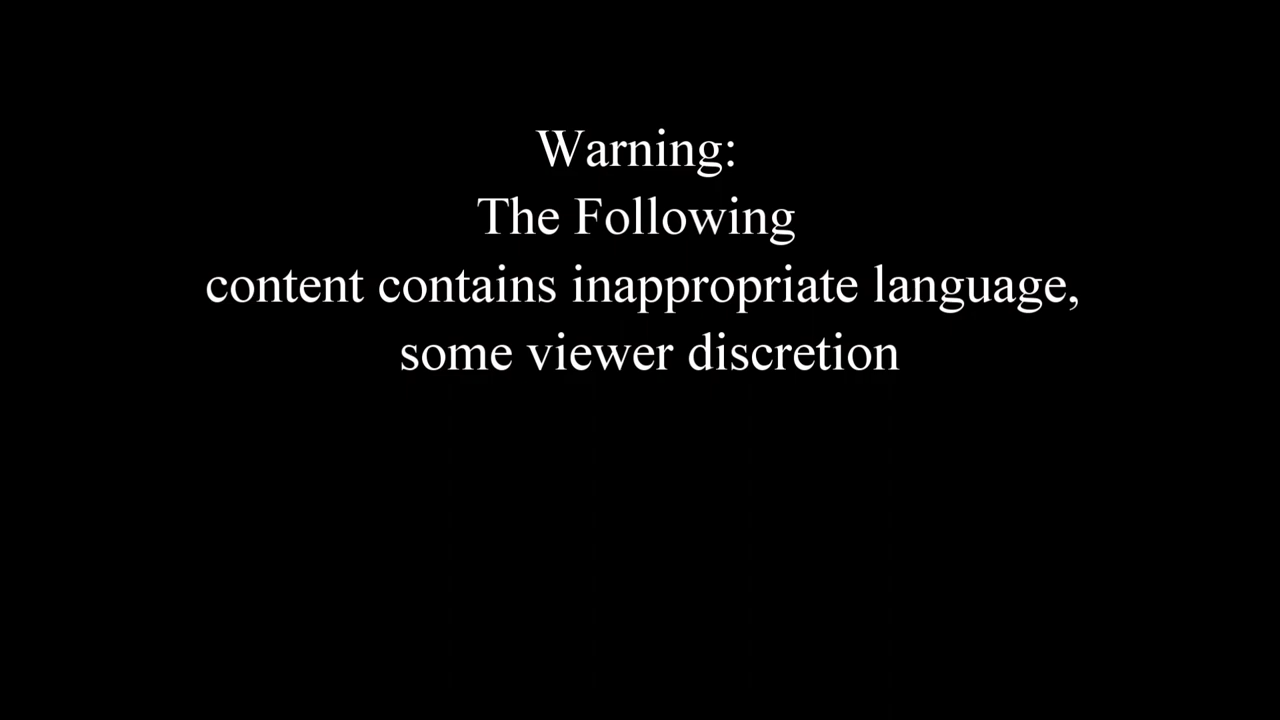 Warning:
The Following
content contains inappropriate language,
some viewer discretion